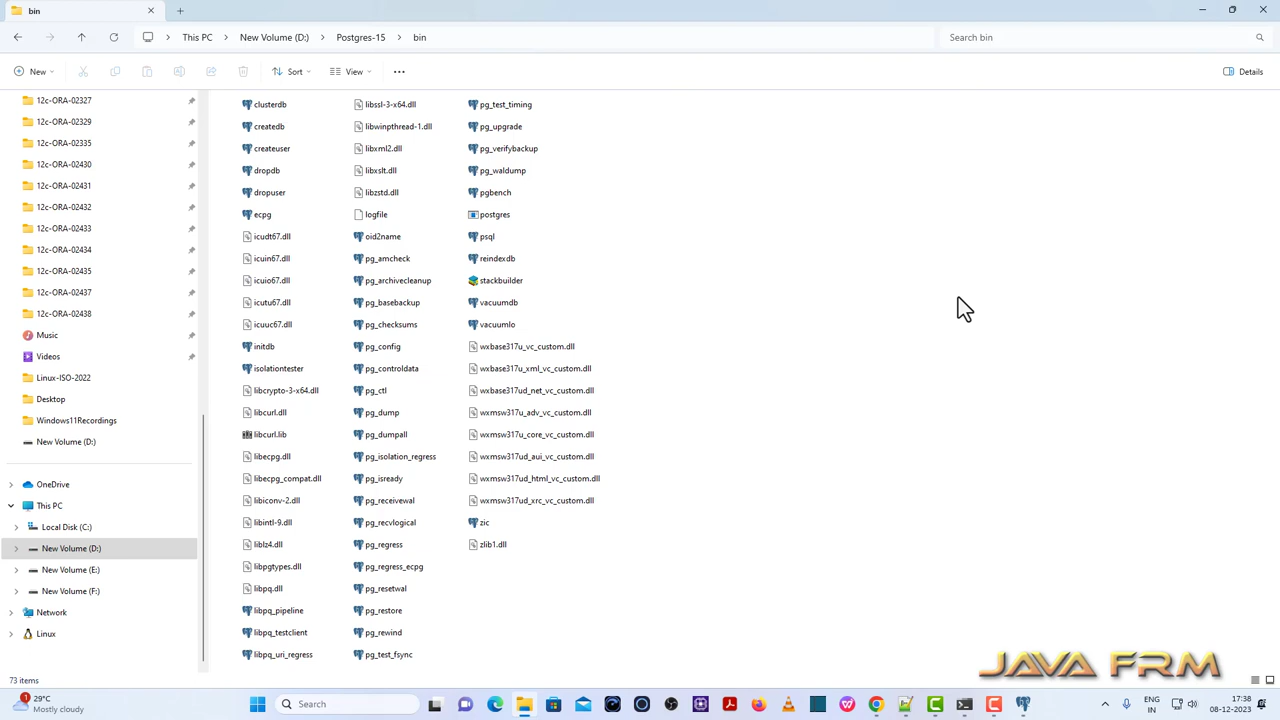 bin
This PC > New Volume (D:) > Postgres-15 > bin
Search bin
New
Sort
View
Details
12c-ORA-02327
12c-ORA-02329
12c-ORA-02335
12c-ORA-02430
12c-ORA-02431
12c-ORA-02432
12c-ORA-02433
12c-ORA-02434
12c-ORA-02435
12c-ORA-02437
12c-ORA-02438
Music
Videos
Linux-ISO-2022
Desktop
Windows11Recordings
New Volume (D:)
OneDrive
This PC
Local Disk (C:)
New Volume (D:)
New Volume (E:)
New Volume (F:)
Network
Linux
clusterdb
createdb
createuser
dropdb
dropuser
ecpg
icudt67.dll
icuin67.dll
icuio67.dll
icutu67.dll
icuuc67.dll
initdb
isolationtester
libcrypto-3-x64.dll
libcurl.dll
libcurl.lib
libecpg.dll
libecpg_compat.dll
libiconv-2.dll
libintl-9.dll
liblz4.dll
libpgtypes.dll
libpq.dll
libpq_pipeline
libpq_testclient
libpq_uri_regress
libssl-3-x64.dll
libwinpthread-1.dll
libxml2.dll
libxslt.dll
libzstd.dll
logfile
oid2name
pg_amcheck
pg_archivecleanup
pg_basebackup
pg_checksums
pg_config
pg_controldata
pg_ctl
pg_dump
pg_dumpall
pg_isolation_regress
pg_isready
pg_receivewal
pg_recvlogical
pg_regress
pg_regress_ecpg
pg_resetwal
pg_restore
pg_rewind
pg_test_fsync
pg_test_timing
pg_upgrade
pg_verifybackup
pg_waldump
pgbench
postgres
psql
reindexdb
stackbuilder
vacuumdb
vacuumlo
wxbase317u_vc_custom.dll
wxbase317u_xml_vc_custom.dll
wxbase317ud_net_vc_custom.dll
wxmsw317u_adv_vc_custom.dll
wxmsw317u_core_vc_custom.dll
wxmsw317ud_aui_vc_custom.dll
wxmsw317ud_html_vc_custom.dll
wxmsw317ud_xrc_vc_custom.dll
zic
zlib1.dll
JAVA FRM
73 items
29°C
Mostly cloudy
Search
ENG
IN
17:38
08-12-2023